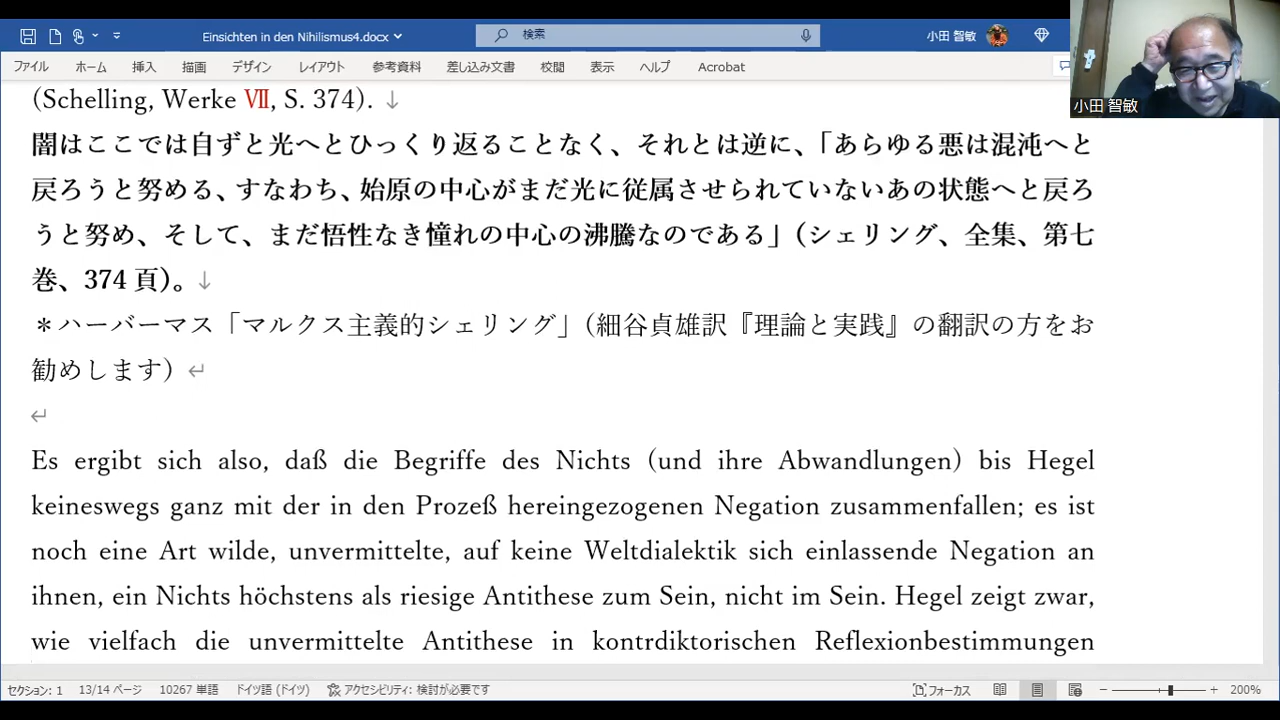 Einsichten in den Nihilismus4.docx
検索
小田 智敏
ファイル ホーム 挿入 描画 デザイン レイアウト 参考資料 差し込み文書 校閲 表示 ヘルプ Acrobat
小田 智敏
(Schelling, Werke Ⅶ, S. 374). ↓
闇はここでは自ずと光へとひっくり返ることなく、それとは逆に、「あらゆる悪は混沌へと
戻ろうと努める、すなわち、始原の中心がまだ光に従属させられていないあの状態へと戻ろ
うと努め、そして、まだ悟性なき憧れの中心の沸騰なのである」(シェリング、全集、第七
巻、374 頁)。↓
＊ハーバーマス「マルクス主義的シェリング」(細谷貞雄訳『理論と実践』の翻訳の方をお
勧めします) ↵
↵
Es ergibt sich also, daß die Begriffe des Nichts (und ihre Abwandlungen) bis Hegel
keineswegs ganz mit der in den Prozeß hereingezogenen Negation zusammenfallen; es ist
noch eine Art wilde, unvermittelte, auf keine Weltdialektik sich einlassende Negation an
ihnen, ein Nichts höchstens als riesige Antithese zum Sein, nicht im Sein. Hegel zeigt zwar,
wie vielfach die unvermittelte Antithese in kontrdiktorischen Reflexionbestimmungen
セクション: 1 13/14 ページ 10267 単語 ドイツ語 (ドイツ) アクセシビリティ: 検討が必要です フォーカス 200%